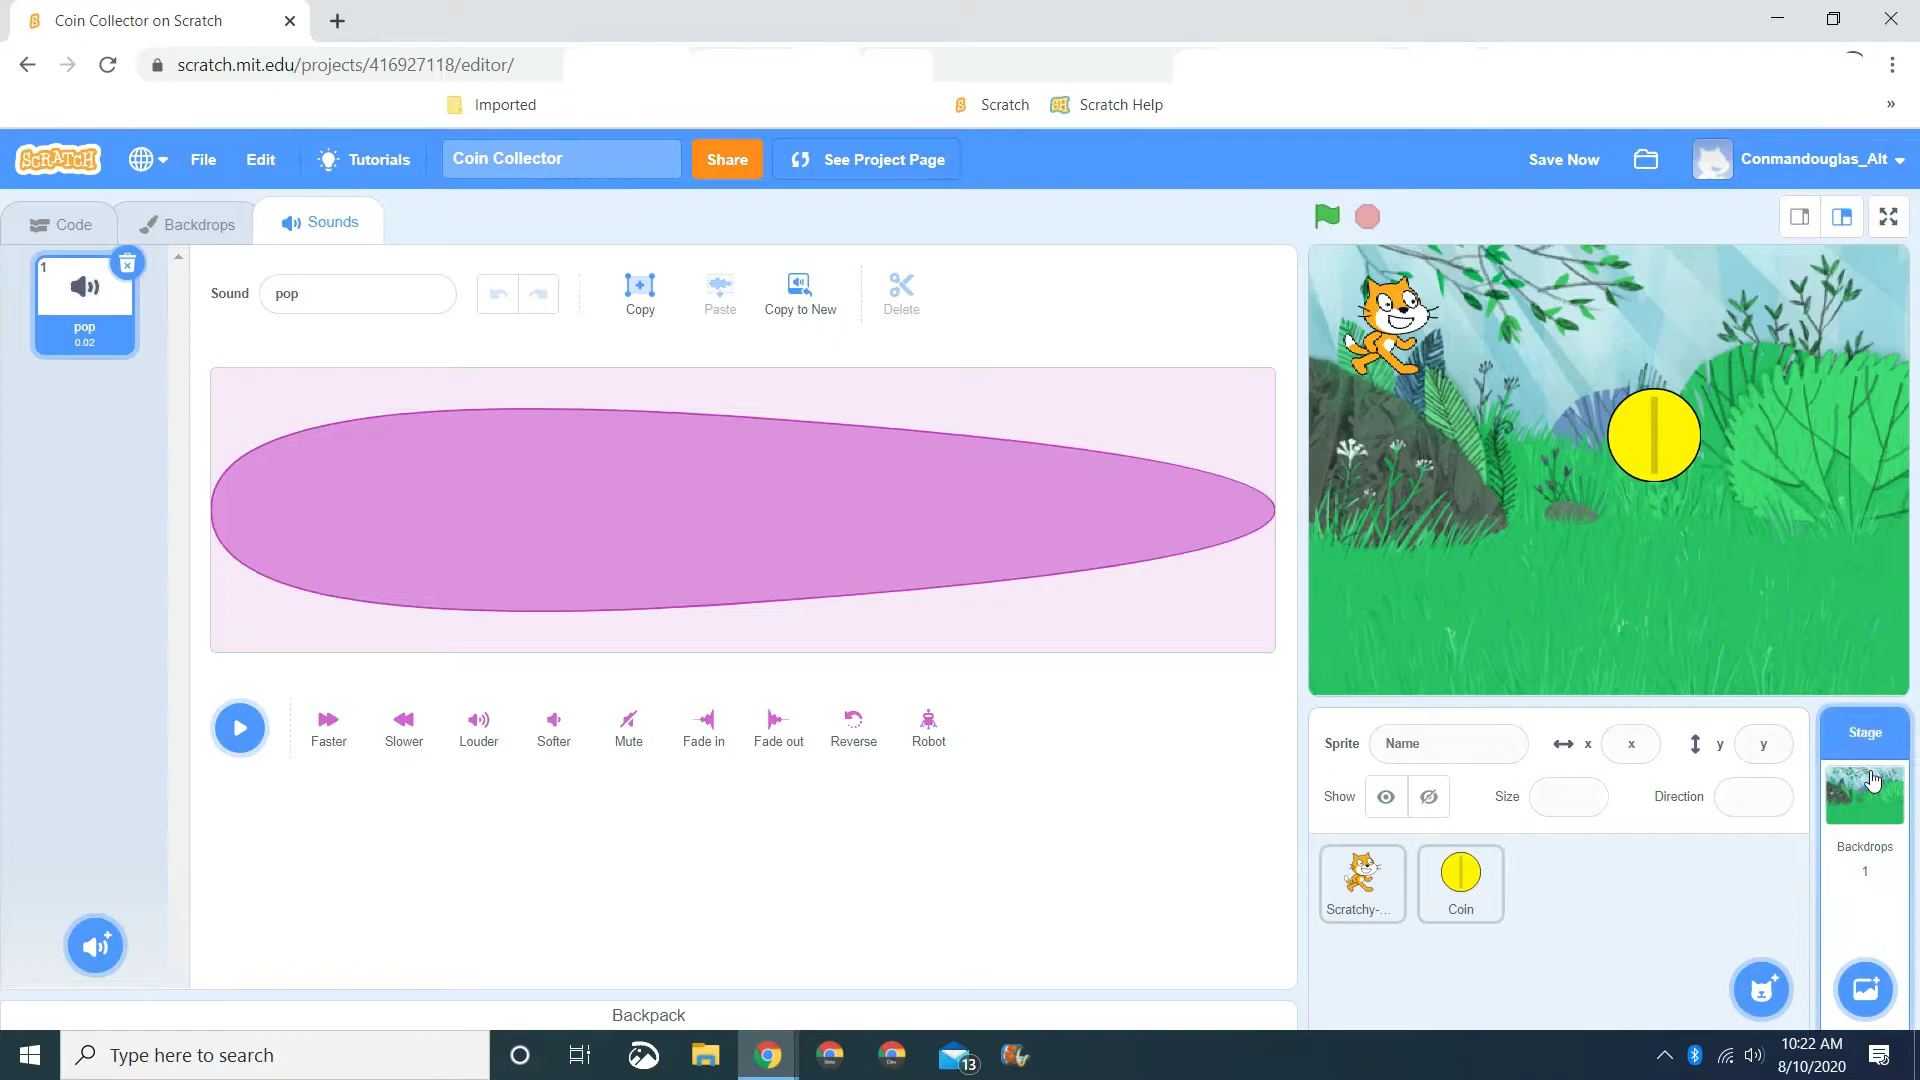 Coin Collector on Scratch
scratch.mit.edu/projects/416927118/editor/
Imported
Scratch
Scratch Help
»
SCRATCH
File
Edit
Tutorials
Coin Collector
Share
See Project Page
Save Now
Conmandouglas_Alt
Code
Backdrops
Sounds
1
pop
0.02
Sound
pop
Copy
Paste
Copy to New
Delete
Faster
Slower
Louder
Softer
Mute
Fade in
Fade out
Reverse
Robot
Sprite
Name
x
x
y
y
Show
Size
Direction
Stage
Backdrops
1
Scratchy-...
Coin
Backpack
Type here to search
13
10:22 AM
8/10/2020